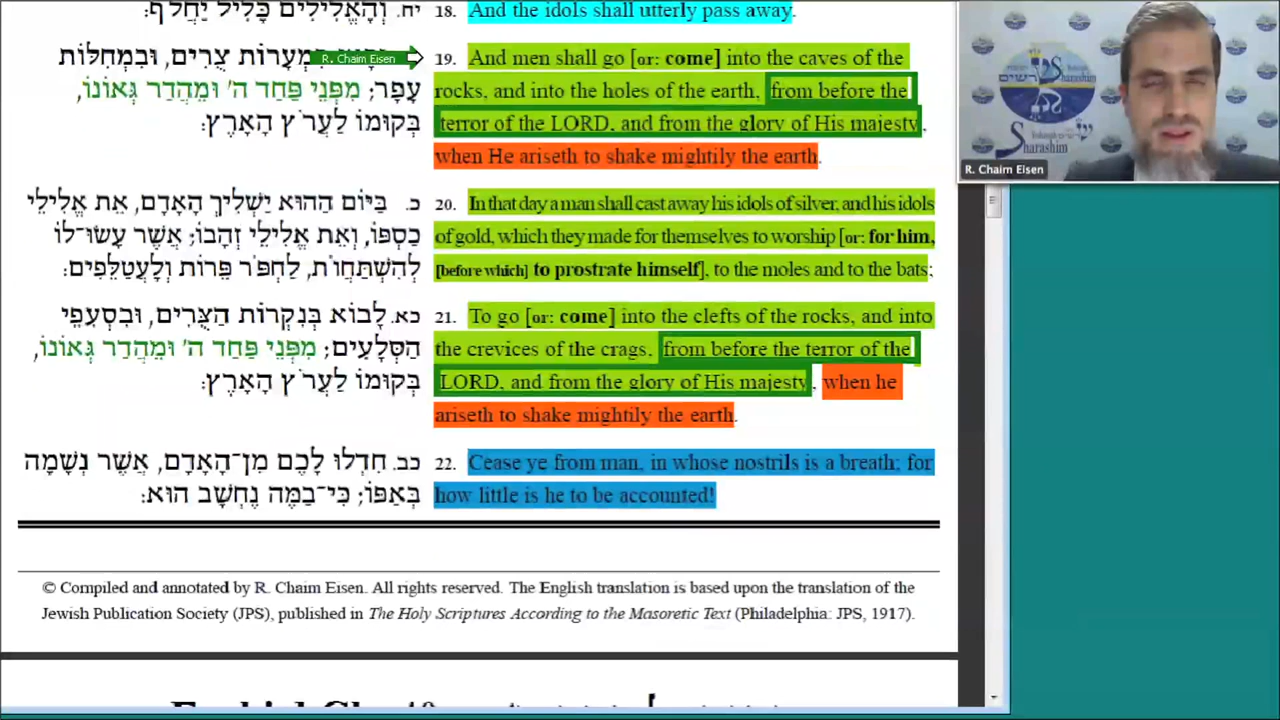 יח. וְהָאֱלִילִים כָּלִיל יַחֲלֹף:
18. And the idols shall utterly pass away.
בִּמְעָרוֹת צֻרִים, וּבִמְחִלּוֹת
עָפָר; מִפְּנֵי פַּחַד ה' וּמֵהֲדַר גְּאוֹנוֹ,
בְּקוּמוֹ לַעֲרֹץ הָאָרֶץ:
R. Chaim Eisen
19. And men shall go [or: come] into the caves of the
rocks, and into the holes of the earth, from before the
terror of the LORD, and from the glory of His majesty,
when He ariseth to shake mightily the earth.
כ. בַּיּוֹם הַהוּא יַשְׁלִיךְ הָאָדָם, אֵת אֱלִילֵי
כַסְפּוֹ, וְאֵת אֱלִילֵי זְהָבוֹ; אֲשֶׁר עָשׂוּ־לוֹ
לְהִשְׁתַּחֲוֹת, לַחְפֹּר פֵּרוֹת וְלָעֲטַלֵּפִים:
20. In that day a man shall cast away his idols of silver, and his idols
of gold, which they made for themselves to worship [or: for him,
[before which] to prostrate himself], to the moles and to the bats;
כא. לָבוֹא בְּנִקְרוֹת הַצֻּרִים, וּבִסְעִפֵי
הַסְּלָעִים; מִפְּנֵי פַּחַד ה' וּמֵהֲדַר גְּאוֹנוֹ,
בְּקוּמוֹ לַעֲרֹץ הָאָרֶץ:
21. To go [or: come] into the clefts of the rocks, and into
the crevices of the crags, from before the terror of the
LORD, and from the glory of His majesty, when he
ariseth to shake mightily the earth.
כב. חִדְלוּ לָכֶם מִן־הָאָדָם, אֲשֶׁר נְשָׁמָה
בְּאַפּוֹ; כִּי־בַמֶּה נֶחְשָׁב הוּא:
22. Cease ye from man, in whose nostrils is a breath; for
how little is he to be accounted!
© Compiled and annotated by R. Chaim Eisen. All rights reserved. The English translation is based upon the translation of the
Jewish Publication Society (JPS), published in The Holy Scriptures According to the Masoretic Text (Philadelphia: JPS, 1917).
R. Chaim Eisen
Sharashim